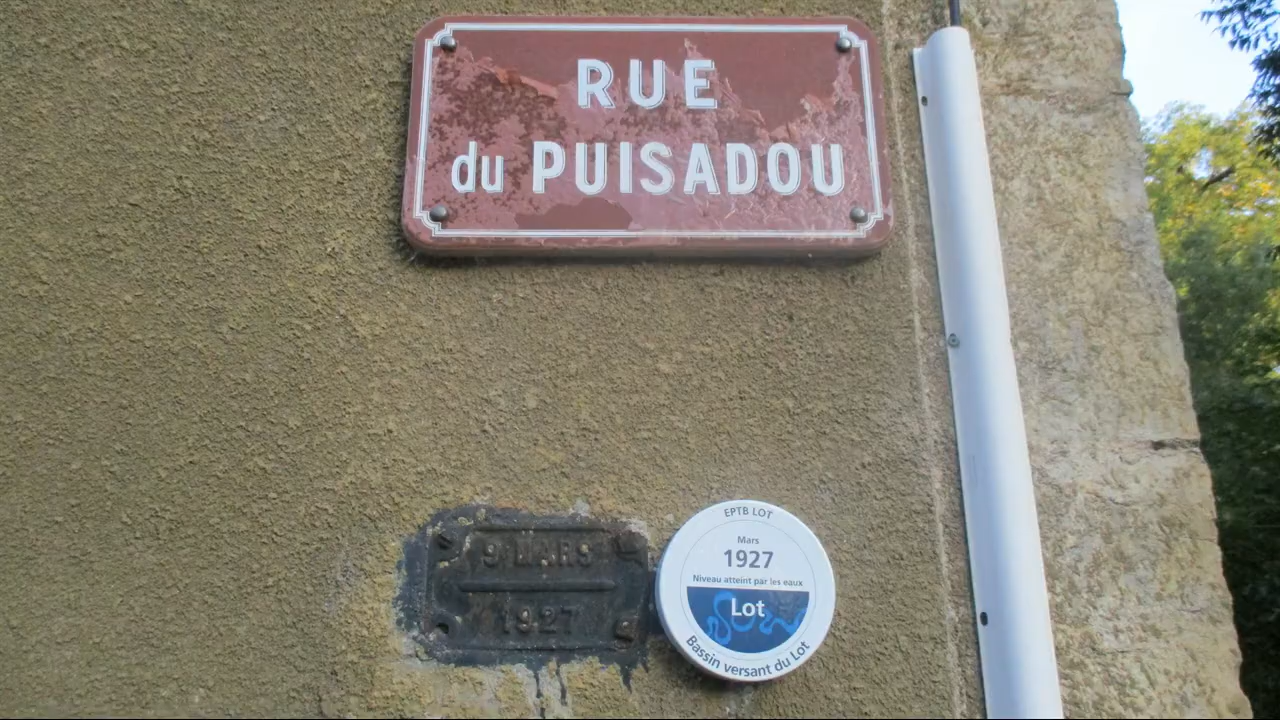 RUE
du PUISADOU
9 MARS
1927
EPTB LOT
Mars
1927
Niveau atteint par les eaux
Lot
Bassin versant du Lot